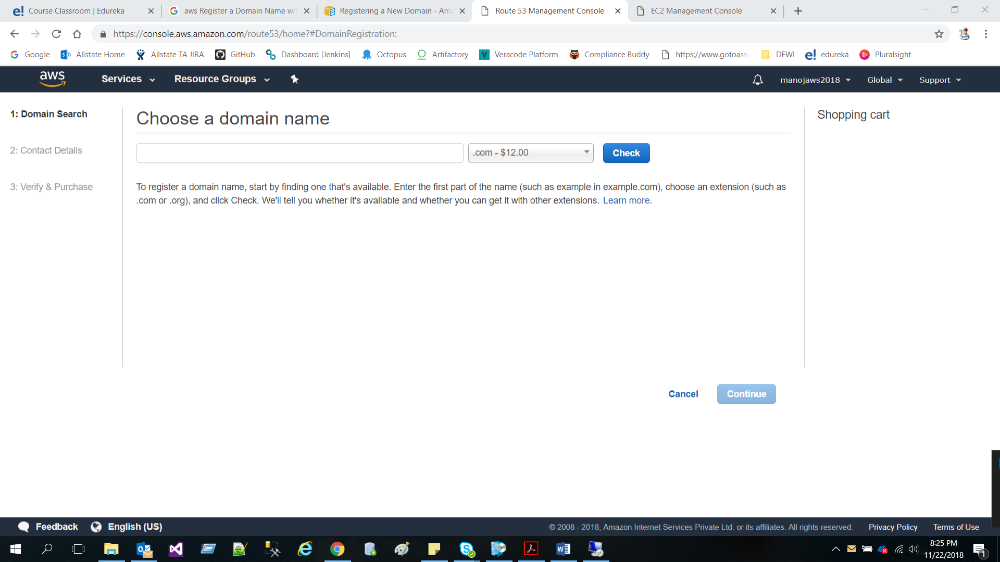 Course Classroom | Edureka
aws Register a Domain Name wit
Registering a New Domain - Ama
Route 53 Management Console
EC2 Management Console
https://console.aws.amazon.com/route53/home?#DomainRegistration:
Google
Allstate Home
Allstate TA JIRA
GitHub
Dashboard [Jenkins]
Octopus
Artifactory
Veracode Platform
Compliance Buddy
https://www.gotoassi
DEWI
edureka
Pluralsight
aws
Services
Resource Groups
manojaws2018
Global
Support
1: Domain Search
2: Contact Details
3: Verify & Purchase
Choose a domain name
.com - $12.00
Check
To register a domain name, start by finding one that's available. Enter the first part of the name (such as example in example.com), choose an extension (such as
.com or .org), and click Check. We'll tell you whether it's available and whether you can get it with other extensions. Learn more.
Shopping cart
Cancel
Continue
Feedback
English (US)
© 2008 - 2018, Amazon Internet Services Private Ltd. or its affiliates. All rights reserved.
Privacy Policy
Terms of Use
8:25 PM
11/22/2018
1